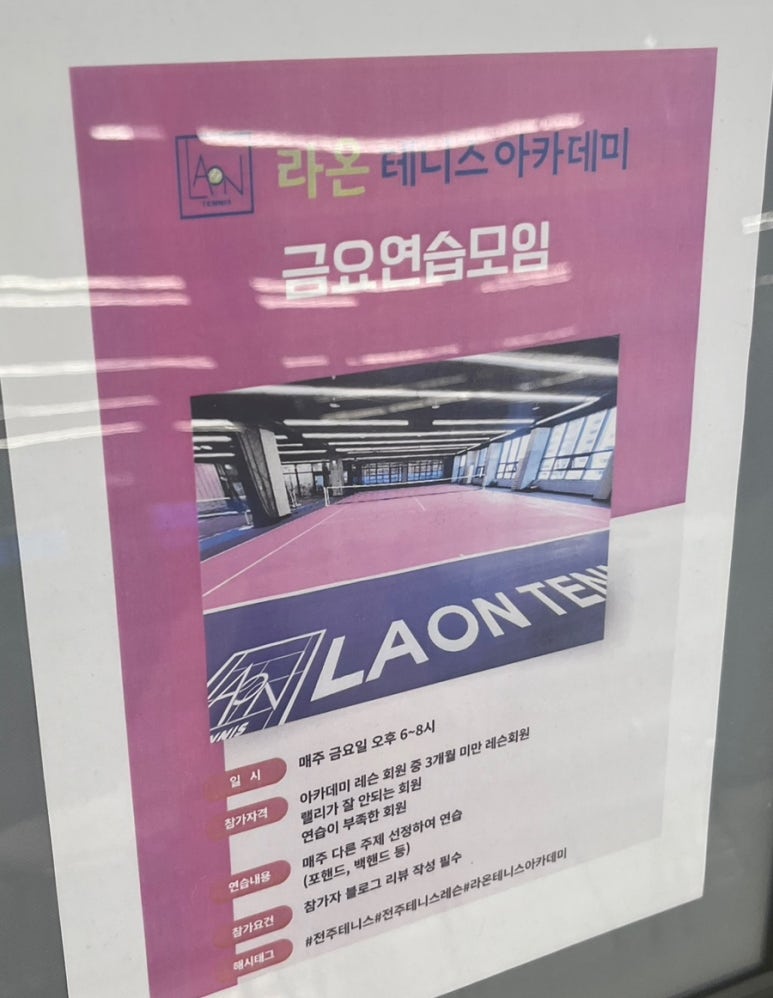 LAON
TENNIS
라온 테니스 아카데미
금요연습모임
LAON TEN
LAON
NNIS
일 시
매주 금요일 오후 6~8시
참가자격
아카데미 레슨 회원 중 3개월 미만 레슨회원
랠리가 잘 안되는 회원
연습이 부족한 회원
연습내용
매주 다른 주제 선정하여 연습
(포핸드, 백핸드 등)
참가요건
참가자 블로그 리뷰 작성 필수
해시태그
#전주테니스#전주테니스레슨#라온테니스아카데미